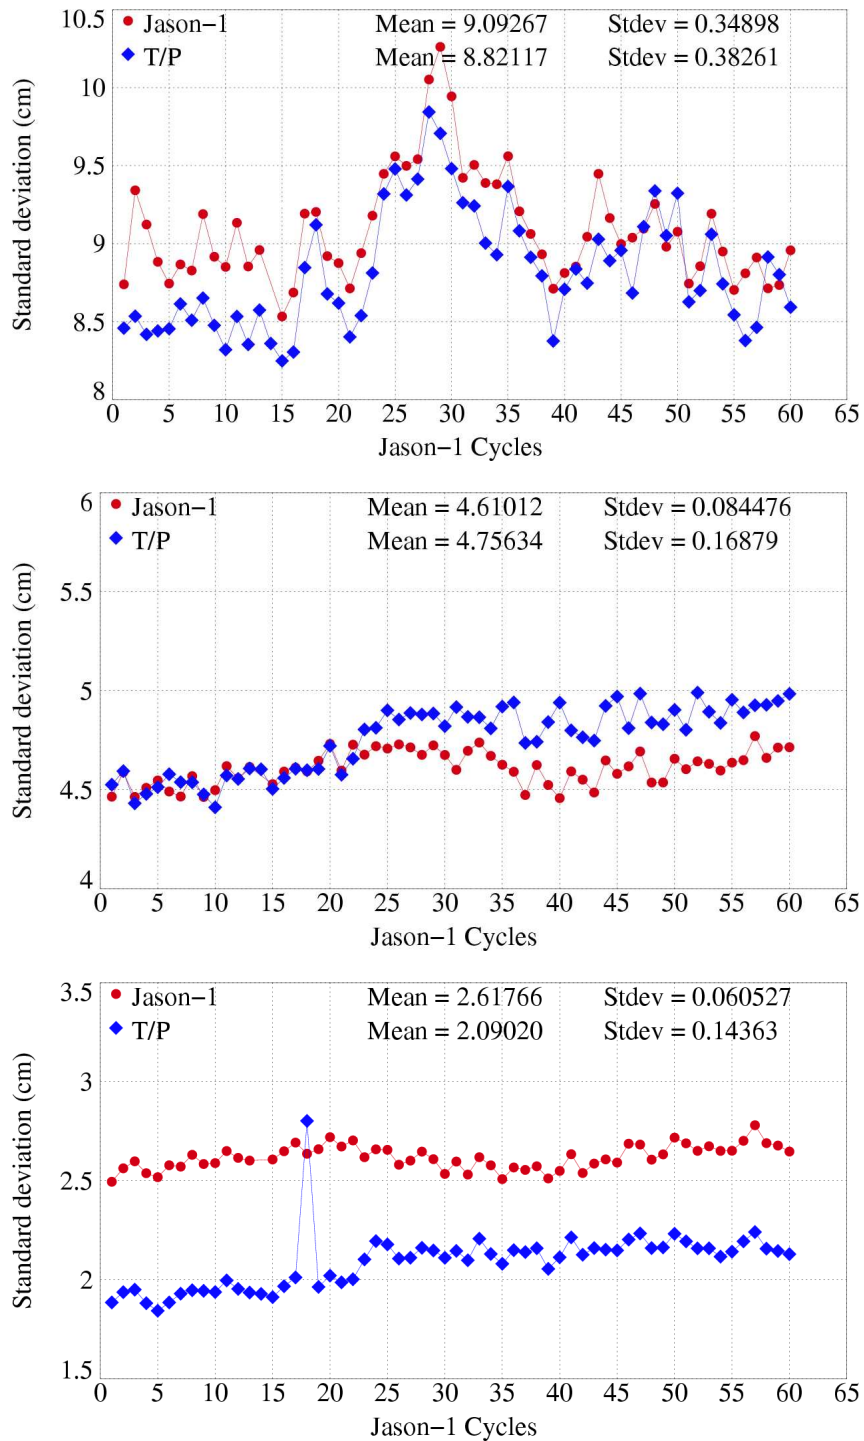 Jason−1 Mean = 9.09267 Stdev = 0.34898
T/P Mean = 8.82117 Stdev = 0.38261
10.5
10
9.5
9
8.5
8
Standard deviation (cm)
0 5 10 15 20 25 30 35 40 45 50 55 60 65
Jason−1 Cycles
Jason−1 Mean = 4.61012 Stdev = 0.084476
T/P Mean = 4.75634 Stdev = 0.16879
6
5.5
5
4.5
4
Standard deviation (cm)
0 5 10 15 20 25 30 35 40 45 50 55 60 65
Jason−1 Cycles
Jason−1 Mean = 2.61766 Stdev = 0.060527
T/P Mean = 2.09020 Stdev = 0.14363
3.5
3
2.5
2
1.5
Standard deviation (cm)
0 5 10 15 20 25 30 35 40 45 50 55 60 65
Jason−1 Cycles